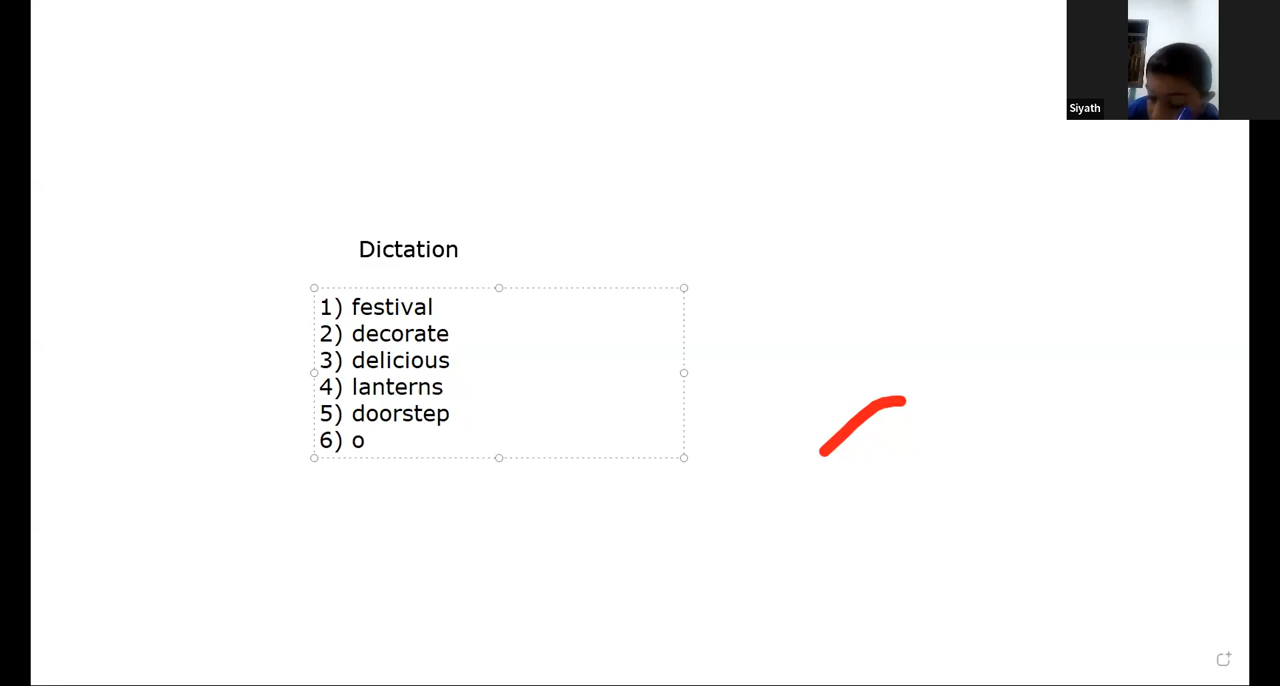 Siyath
Dictation
1) festival
2) decorate
3) delicious
4) lanterns
5) doorstep
6) o